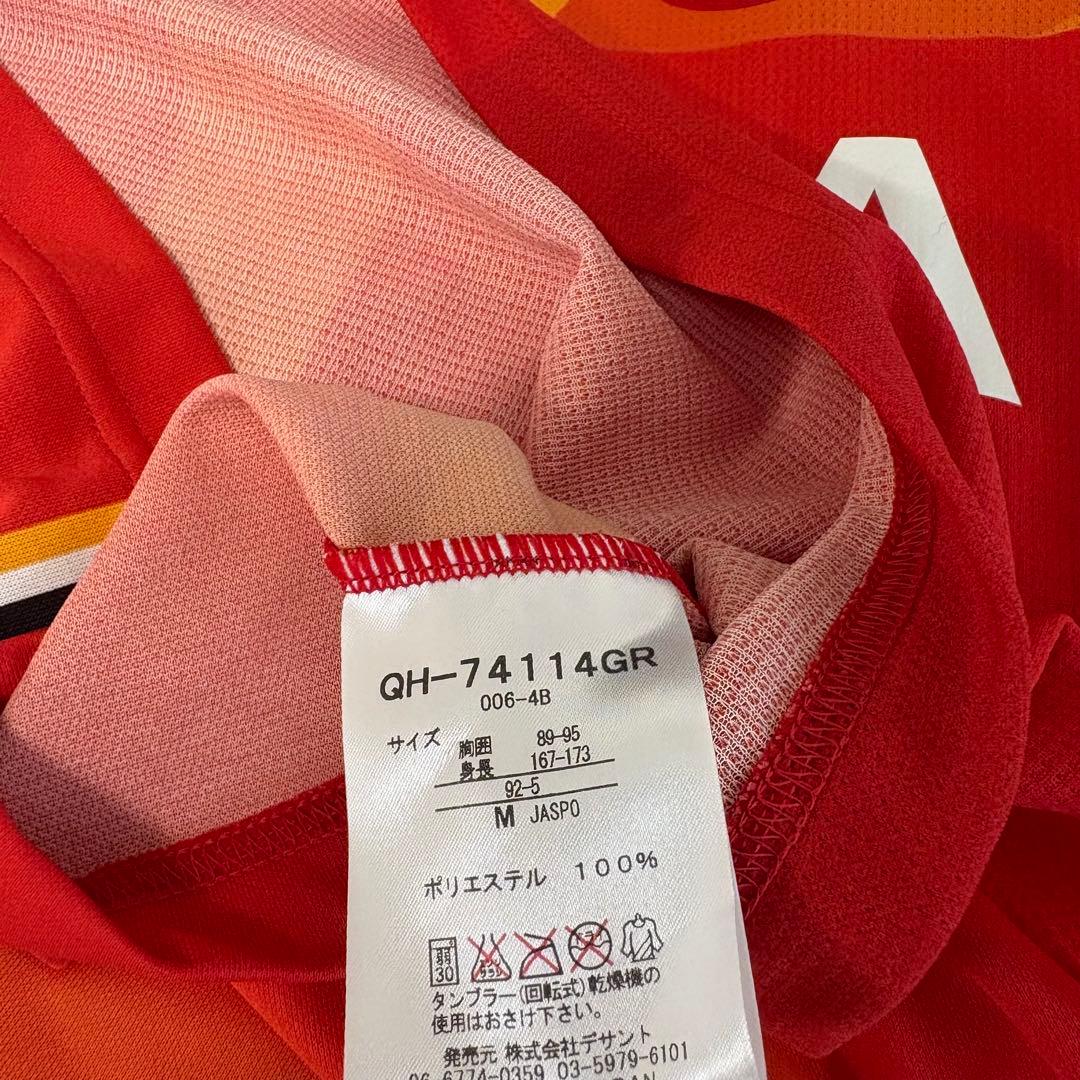 A
QH-74114GR
006-4B
サイズ 胸囲 89-95
身長 167-173
92-5
M JASPO
ポリエステル 100%
弱
30
タンブラー(回転式)乾燥機の
使用はおさけ下さい。
発売元 株式会社デサント
06-6774-0359 03-5979-6101